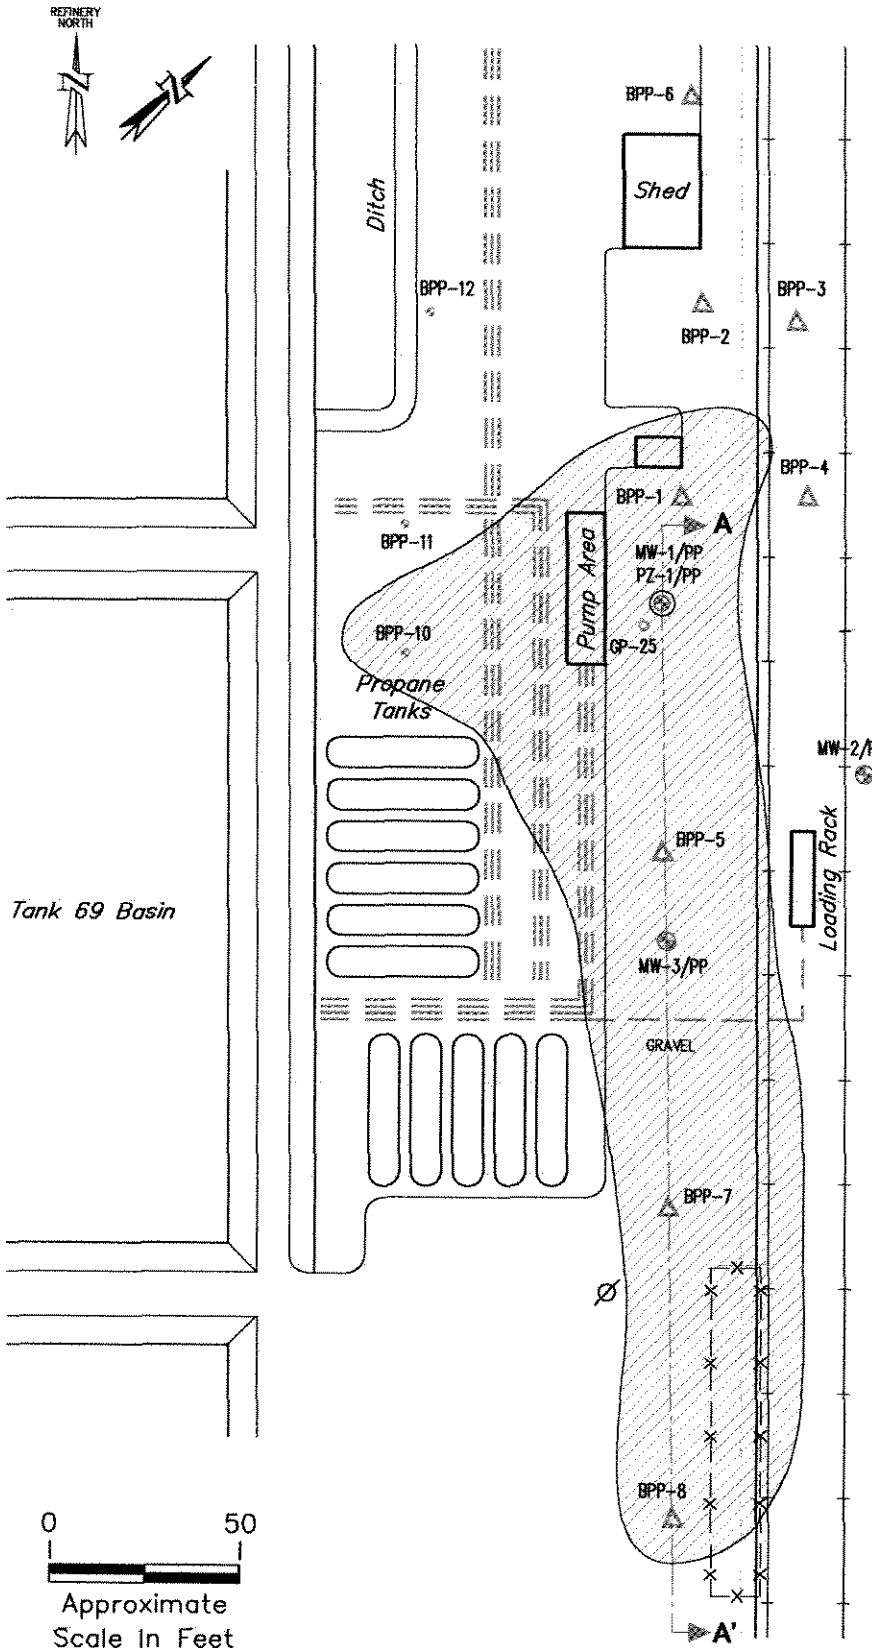 REFINERY
NORTH
BPP-6
Shed
Ditch
BPP-12
BPP-3
BPP-2
BPP-4
BPP-1
A
BPP-11
MW-1/PP
PZ-1/PP
Pump Area
BPP-10
GP-25
Propane
Tanks
MW-2/P
BPP-5
Loading Rack
Tank 69 Basin
MW-3/PP
GRAVEL
BPP-7
BPP-8
0 50
Approximate
Scale In Feet
A'